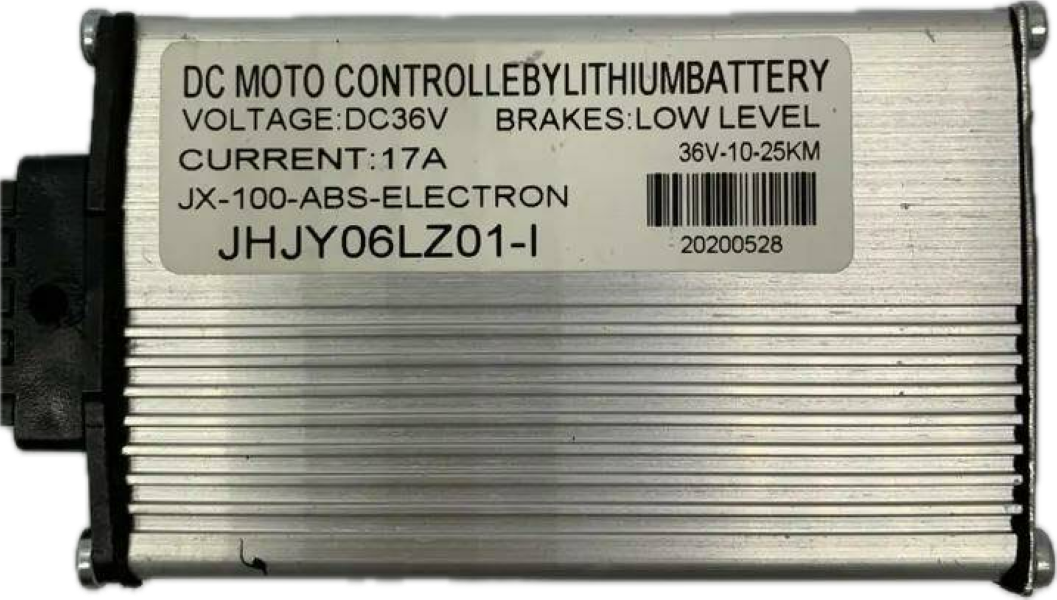 DC MOTO CONTROLLEBYLITHIUMBATTERY
VOLTAGE:DC36V BRAKES:LOW LEVEL
CURRENT:17A 36V-10-25KM
JX-100-ABS-ELECTRON
JHJY06LZ01-I 20200528